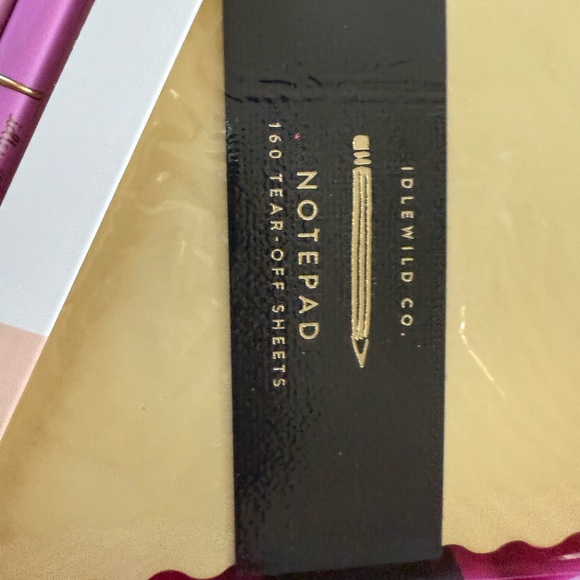 IDLEWILD CO.
NOTEPAD
160 TEAR-OFF SHEETS